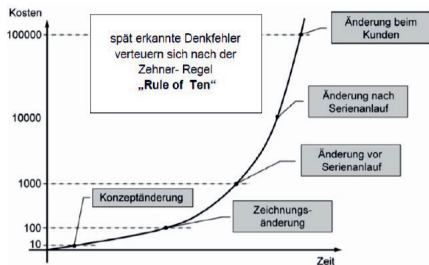 Kosten
100000
10000
1000
100
10
spät erkannte Denkfehler
verteuern sich nach der
Zehner- Regel
„Rule of Ten“
Änderung beim
Kunden
Änderung nach
Serienanlauf
Änderung vor
Serienanlauf
Konzeptänderung
Zeichnungs-
änderung
Zeit